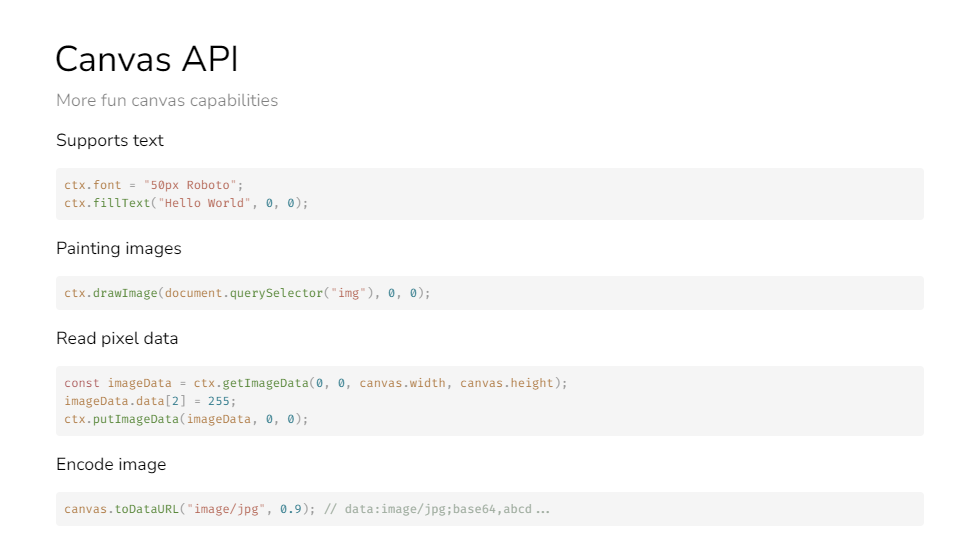 Canvas API
More fun canvas capabilities
Supports text
ctx.font = "50px Roboto";
ctx.fillText("Hello World", 0, 0);
Painting images
ctx.drawImage(document.querySelector("img"), 0, 0);
Read pixel data
const imageData = ctx.getImageData(0, 0, canvas.width, canvas.height);
imageData.data[2] = 255;
ctx.putImageData(imageData, 0, 0);
Encode image
canvas.toDataURL("image/jpg", 0.9); // data:image/jpg;base64,abcd...